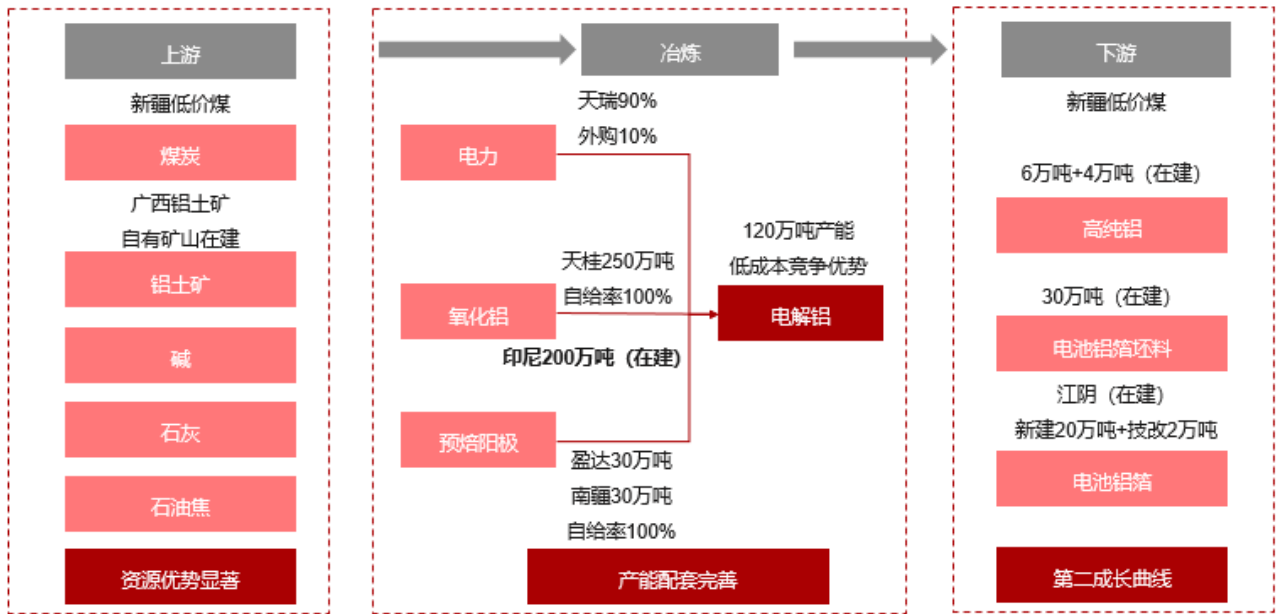 上游
新疆低价煤
煤炭
广西铝土矿
自有矿山在建
铝土矿
碱
石灰
石油焦
资源优势显著
冶炼
天瑞90%
外购10%
电力
天桂250万吨
自给率100%
氧化铝
印尼200万吨（在建）
预焙阳极
盈达30万吨
南疆30万吨
自给率100%
120万吨产能
低成本竞争优势
电解铝
产能配套完善
下游
新疆低价煤
6万吨+4万吨（在建）
高纯铝
30万吨（在建）
电池铝箔坯料
江阴（在建）
新建20万吨+技改2万吨
电池铝箔
第二成长曲线